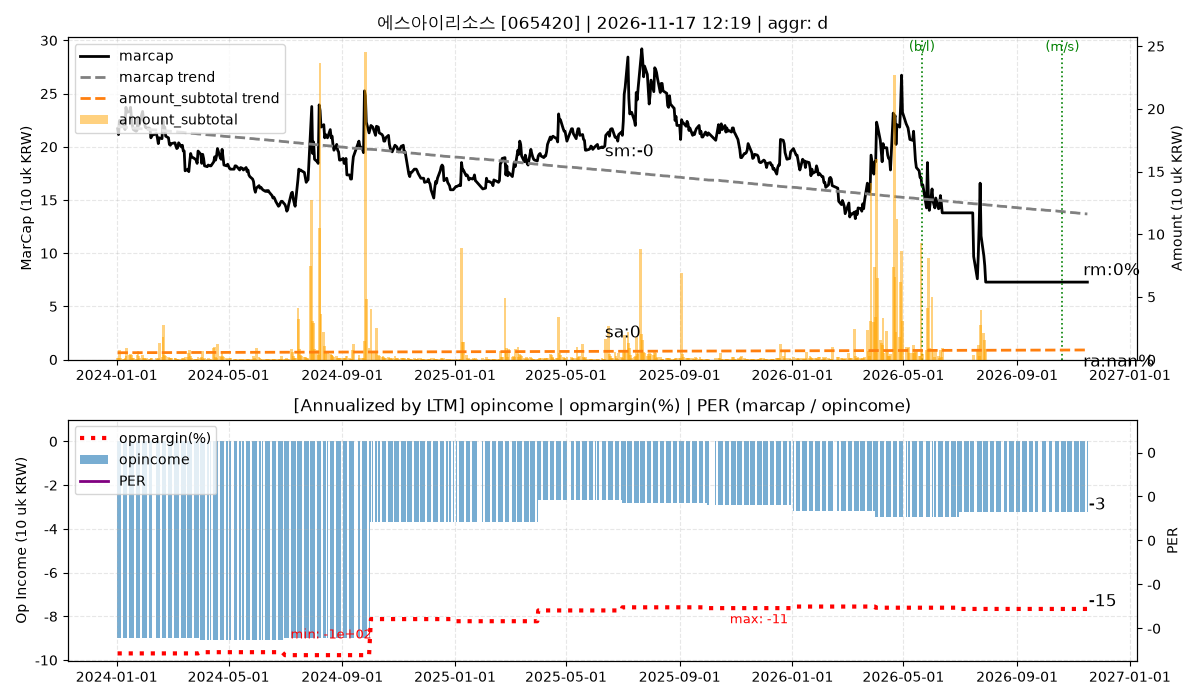 에스아이리소스 [065420] | 2026-11-17 12:19 | aggr: d
marcap
marcap trend
amount_subtotal trend
amount_subtotal
(b/l)
(m/s)
MarCap (10 uk KRW)
Amount (10 uk KRW)
30
25
20
15
10
5
0
25
20
15
10
5
0
sm:-0
sa:0
rm:0%
ra:nan%
2024-01-01 2024-05-01 2024-09-01 2025-01-01 2025-05-01 2025-09-01 2026-01-01 2026-05-01 2026-09-01 2027-01-01
[Annualized by LTM] opincome | opmargin(%) | PER (marcap / opincome)
opmargin(%)
opincome
PER
Op Income (10 uk KRW)
PER
0
-2
-4
-6
-8
-10
0
0
0
-0
-0
-3
-15
min: -1e+02
max: -11
2024-01-01 2024-05-01 2024-09-01 2025-01-01 2025-05-01 2025-09-01 2026-01-01 2026-05-01 2026-09-01 2027-01-01